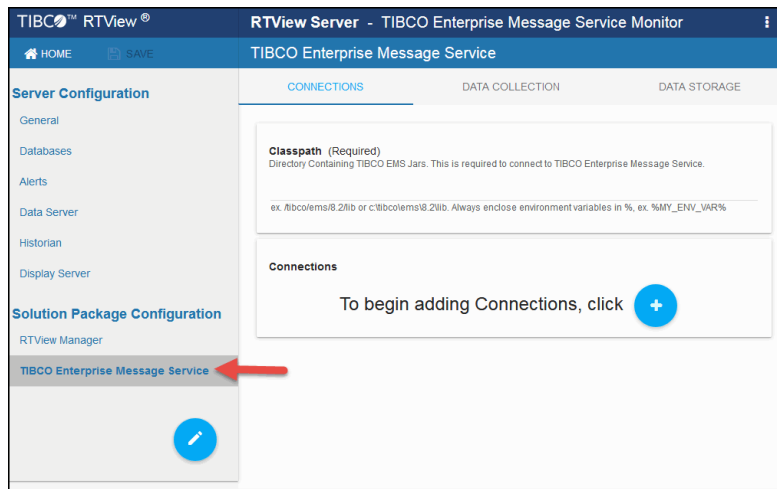 TIBCO™ RTView ®
RTView Server - TIBCO Enterprise Message Service Monitor
HOME
SAVE
TIBCO Enterprise Message Service
CONNECTIONS
DATA COLLECTION
DATA STORAGE
Server Configuration
General
Databases
Alerts
Data Server
Historian
Display Server
Solution Package Configuration
RTView Manager
TIBCO Enterprise Message Service
Classpath (Required)
Directory Containing TIBCO EMS Jars. This is required to connect to TIBCO Enterprise Message Service.
ex. /tibco/ems/8.2/lib or c:\tibco\ems\8.2\lib. Always enclose environment variables in %, ex. %MY_ENV_VAR%
Connections
To begin adding Connections, click +